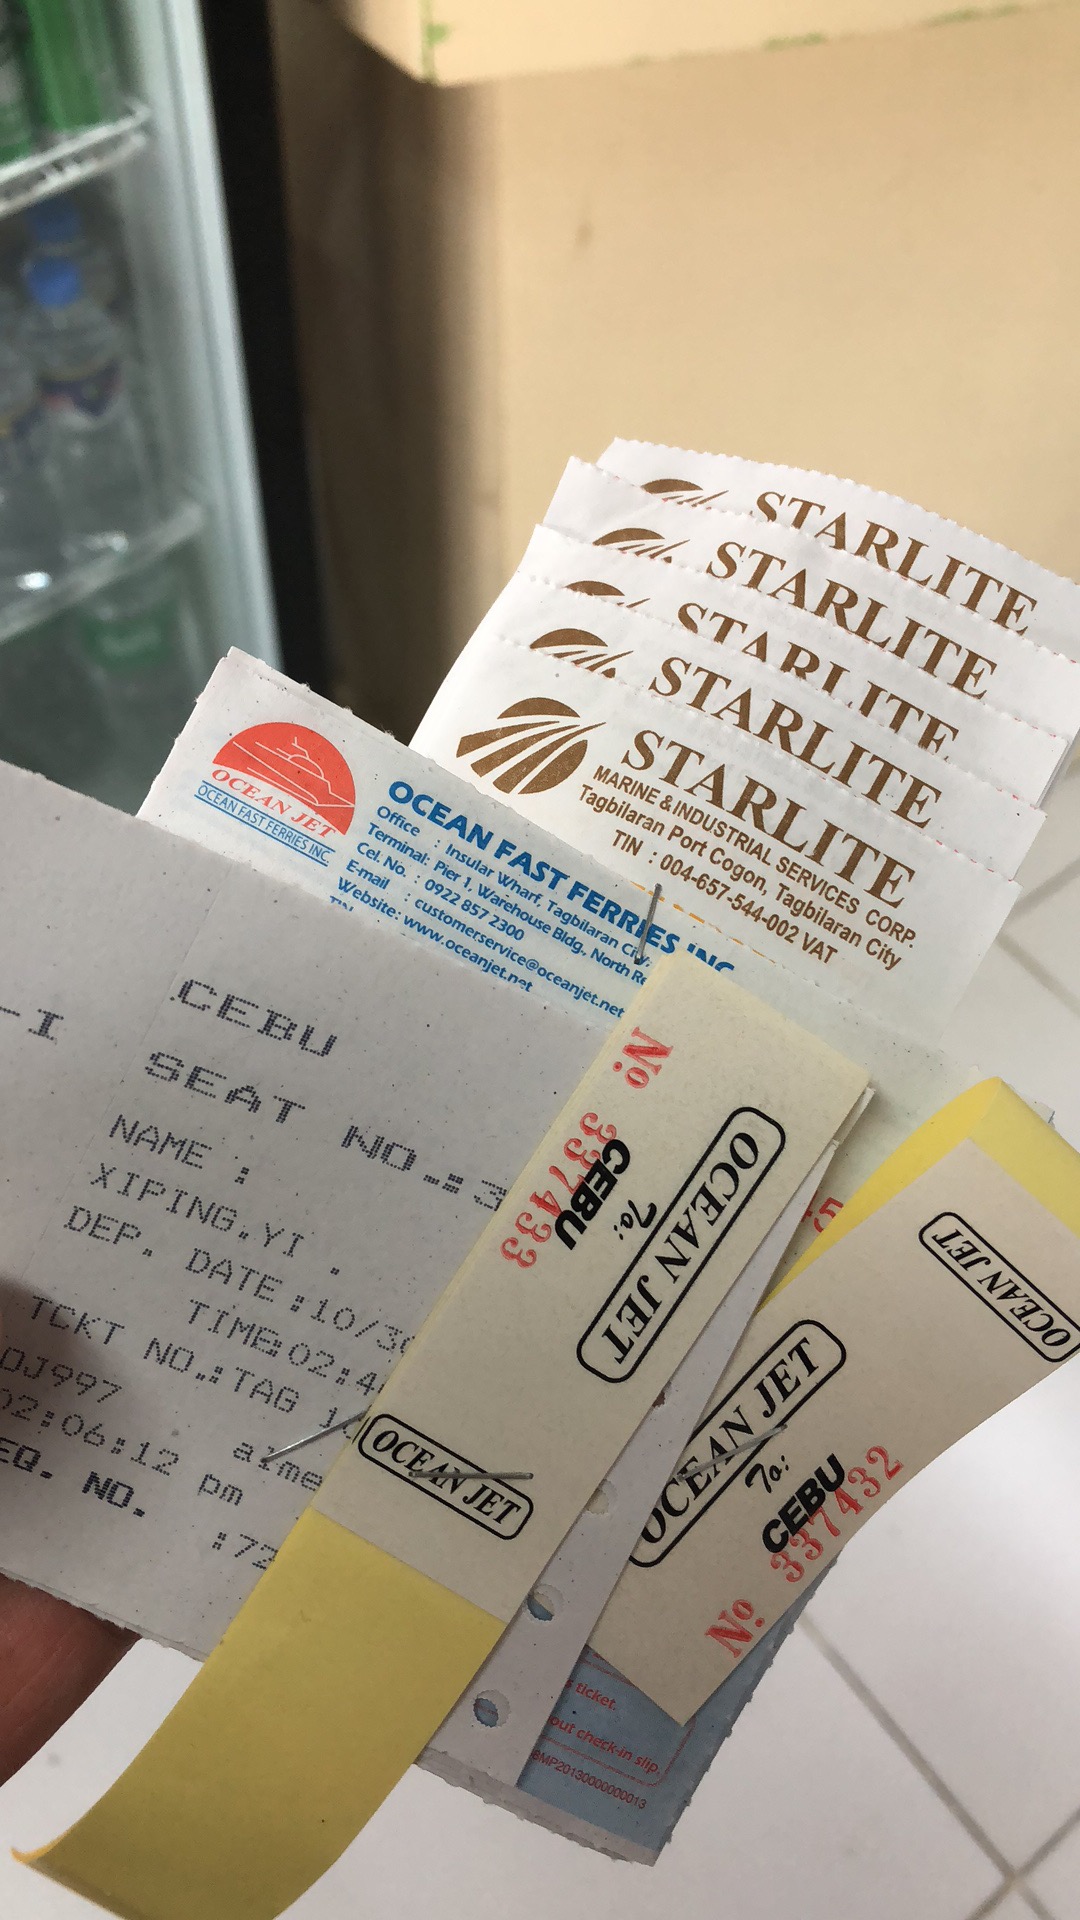 STARLITE
STARLITE
STARLITE
STARLITE
STARLITE
MARINE & INDUSTRIAL SERVICES CORP.
Tagbilaran Port Cogon, Tagbilaran City
TIN : 004-657-544-002 VAT
OCEAN JET
OCEAN FAST FERRIES INC.
OCEAN FAST FERRIES INC
Office : Insular Wharf, Tagbilaran City
Terminal: Pier 1, Warehouse Bldg., North Re
Cel. No. : 0922 857 2300
E-mail : customerservice@oceanjet.net
Website: www.oceanjet.net
TIN
-I
CEBU
SEAT NO.:3
NAME :
XIPING.YI .
DEP. DATE:10/30
TIME:02:4
TCKT NO.:TAG
OJ997
02:06:12 pm
EQ. NO. :72
No 337433
To: CEBU
OCEAN JET
OCEAN JET
OCEAN JET
OCEAN JET
To: CEBU
No 337432
s ticket.
out check-in slip.
8MP20130000000013